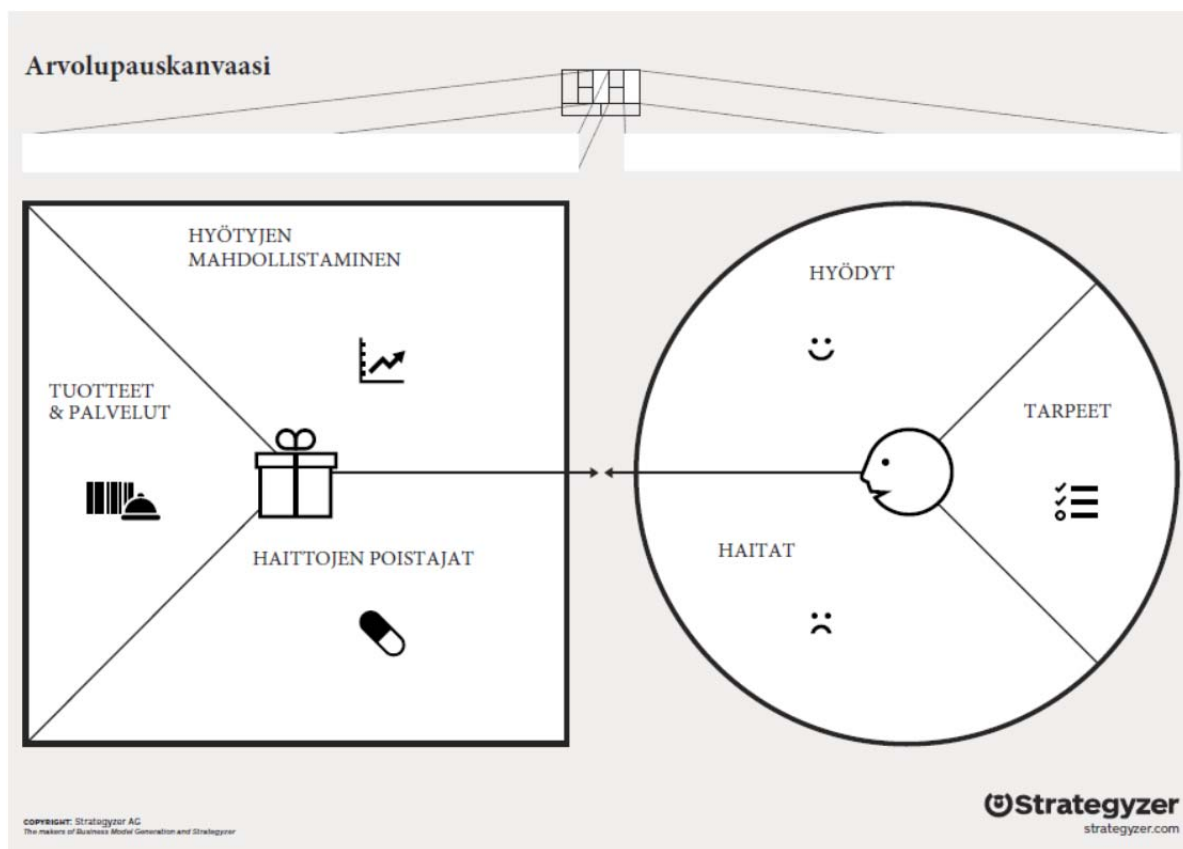 Arvolupauskanvaasi
HYÖTYJEN
MAHDOLLISTAMINEN
TUOTTEET
& PALVELUT
HAITTOJEN POISTAJAT
HYÖDYT
TARPEET
HAITAT
COPYRIGHT: Strategyzer AG
The makers of Business Model Generation and Strategyzer
Strategyzer
strategyzer.com